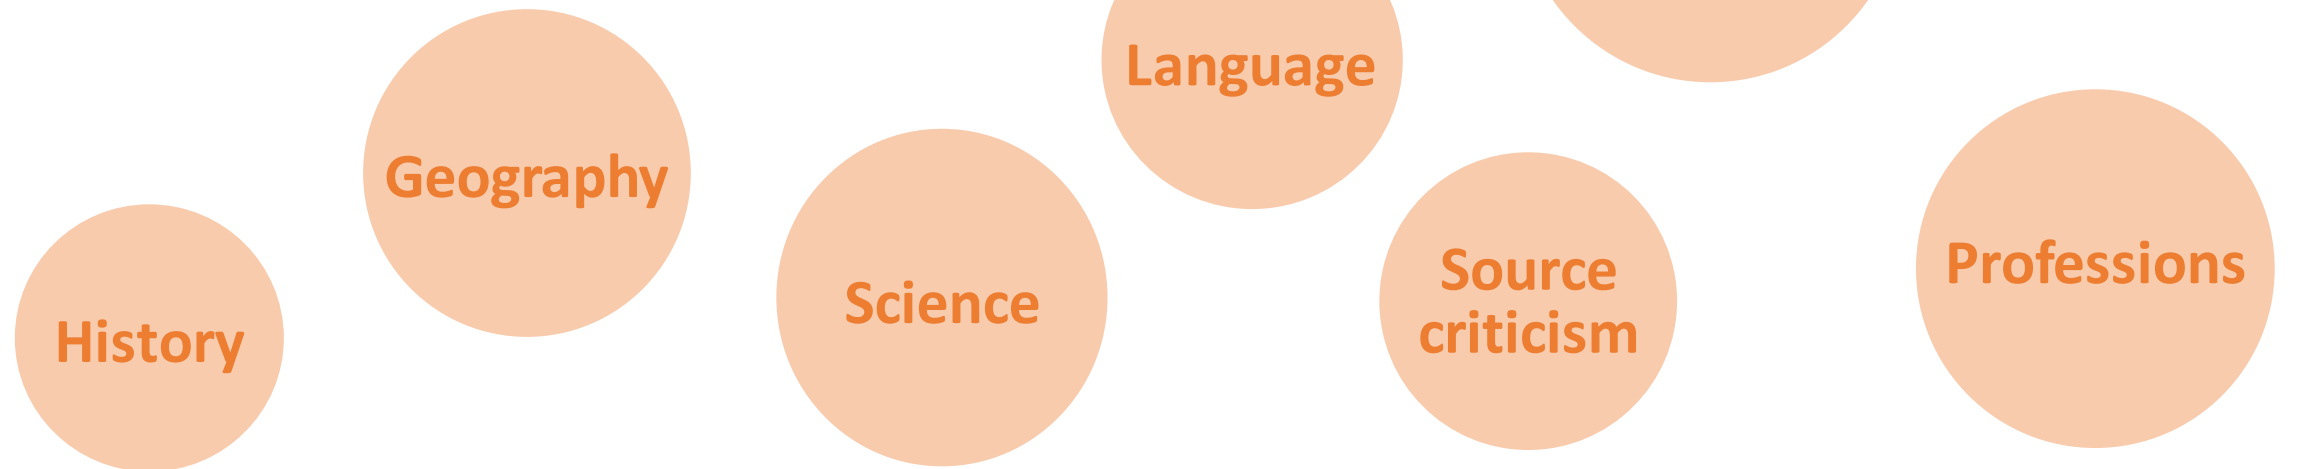 History
Geography
Science
Language
Source
criticism
Professions